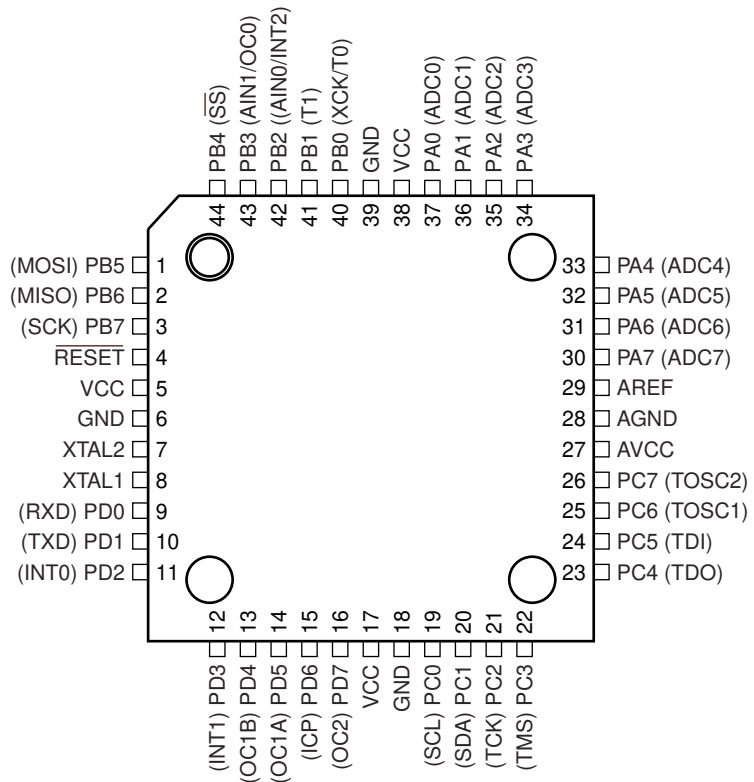 PB4 (SS)
PB3 (AIN1/OC0)
PB2 ((AIN0/INT2)
PB1 (T1)
PB0 (XCK/T0)
GND
VCC
PA0 (ADC0)
PA1 (ADC1)
PA2 (ADC2)
PA3 (ADC3)
44 43 42 41 40 39 38 37 36 35 34
(MOSI) PB5 1
(MISO) PB6 2
(SCK) PB7 3
RESET 4
VCC 5
GND 6
XTAL2 7
XTAL1 8
(RXD) PD0 9
(TXD) PD1 10
(INT0) PD2 11
33 PA4 (ADC4)
32 PA5 (ADC5)
31 PA6 (ADC6)
30 PA7 (ADC7)
29 AREF
28 AGND
27 AVCC
26 PC7 (TOSC2)
25 PC6 (TOSC1)
24 PC5 (TDI)
23 PC4 (TDO)
12 13 14 15 16 17 18 19 20 21 22
(INT1) PD3
(OC1B) PD4
(OC1A) PD5
(ICP) PD6
(OC2) PD7
VCC
GND
(SCL) PC0
(SDA) PC1
(TCK) PC2
(TMS) PC3